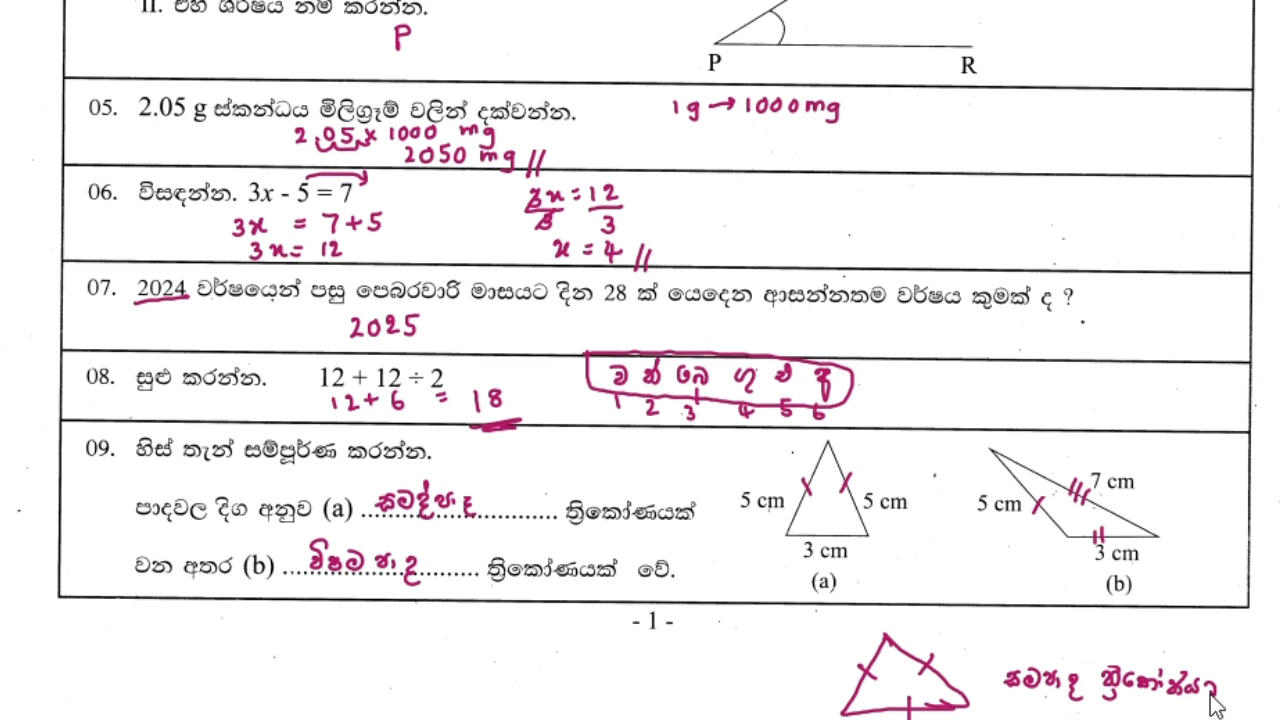 II. එහි ශීර්ෂය නම් කරන්න.
P
P R
05. 2.05 g ස්කන්ධය මිලිග්‍රෑම් වලින් දක්වන්න. 1g → 1000mg
2.05 x 1000 mg
2050 mg //
06. විසඳන්න. 3x - 5 = 7
3x = 7+5
3x = 12
3x = 12
3 3
x = 4 //
07. 2024 වර්ෂයෙන් පසු පෙබරවාරි මාසයට දින 28 ක් යෙදෙන ආසන්නතම වර්ෂය කුමක් ද ?
2025
08. සුළු කරන්න. 12 + 12 ÷ 2
12+ 6 = 18
ව ත් බෙ ගු එ අ
1 2 3 4 5 6
09. හිස් තැන් සම්පූර්ණ කරන්න.
පාදවල දිග අනුව (a) සමද්පාද ත්‍රිකෝණයක්
වන අතර (b) විෂම පාද ත්‍රිකෝණයක් වේ.
5 cm 5 cm
3 cm
(a)
5 cm 7 cm
3 cm
(b)
- 1 -
සමපාද ත්‍රිකෝණය